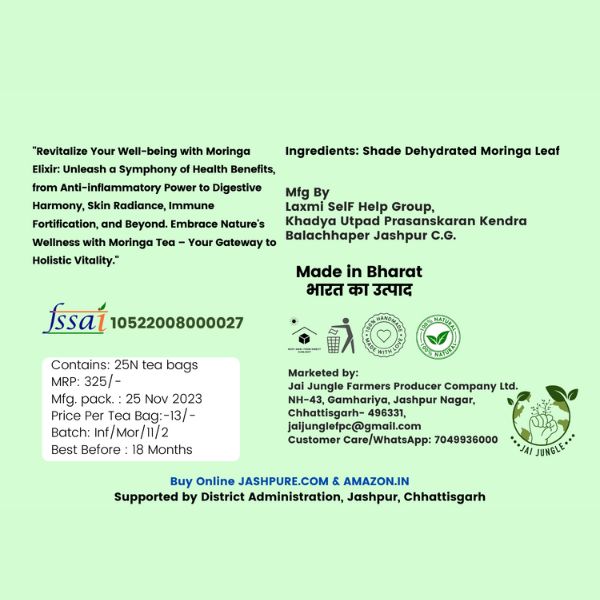 "Revitalize Your Well-being with Moringa
Elixir: Unleash a Symphony of Health Benefits,
from Anti-inflammatory Power to Digestive
Harmony, Skin Radiance, Immune
Fortification, and Beyond. Embrace Nature's
Wellness with Moringa Tea – Your Gateway to
Holistic Vitality."
Ingredients: Shade Dehydrated Moringa Leaf
Mfg By
Laxmi SelF Help Group,
Khadya Utpad Prasanskaran Kendra
Balachhaper Jashpur C.G.
Made in Bharat
भारत का उत्पाद
fssai 10522008000027
100% HANDMADE
MADE WITH LOVE
100% NATURAL
100% NATURAL
Contains: 25N tea bags
MRP: 325/-
Mfg. pack. : 25 Nov 2023
Price Per Tea Bag:-13/-
Batch: Inf/Mor/11/2
Best Before : 18 Months
Marketed by:
Jai Jungle Farmers Producer Company Ltd.
NH-43, Gamhariya, Jashpur Nagar,
Chhattisgarh- 496331,
jaijunglefpc@gmail.com
Customer Care/WhatsApp: 7049936000
JAI JUNGLE
Buy Online JASHPURE.COM & AMAZON.IN
Supported by District Administration, Jashpur, Chhattisgarh